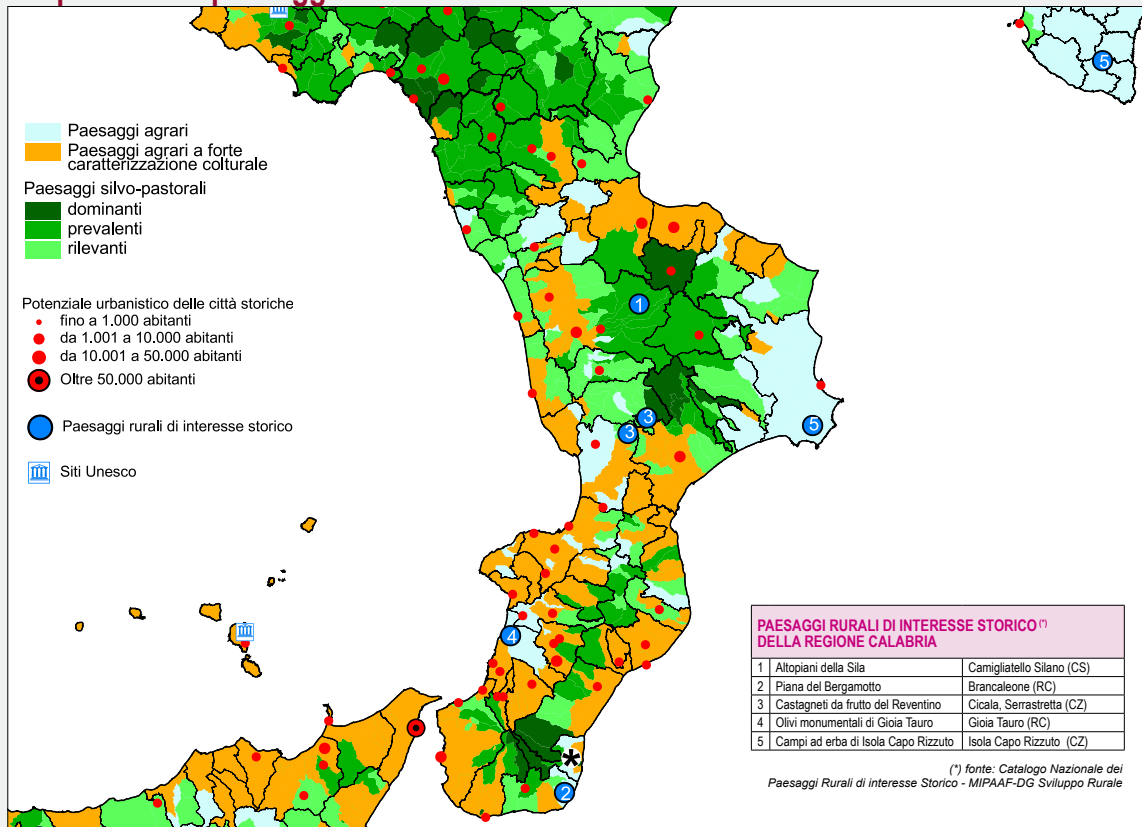 Paesaggi agrari
Paesaggi agrari a forte
caratterizzazione colturale
Paesaggi silvo-pastorali
dominanti
prevalenti
rilevanti
Potenziale urbanistico delle città storiche
fino a 1.000 abitanti
da 1.001 a 10.000 abitanti
da 10.001 a 50.000 abitanti
Oltre 50.000 abitanti
Paesaggi rurali di interesse storico
Siti Unesco
5
1
3
3
5
4
*
2
PAESAGGI RURALI DI INTERESSE STORICO (*)
DELLA REGIONE CALABRIA
1 Altopiani della Sila Camigliatello Silano (CS)
2 Piana del Bergamotto Brancaleone (RC)
3 Castagneti da frutto del Reventino Cicala, Serrastretta (CZ)
4 Olivi monumentali di Gioia Tauro Gioia Tauro (RC)
5 Campi ad erba di Isola Capo Rizzuto Isola Capo Rizzuto (CZ)
(*) fonte: Catalogo Nazionale dei
Paesaggi Rurali di interesse Storico - MIPAAF-DG Sviluppo Rurale